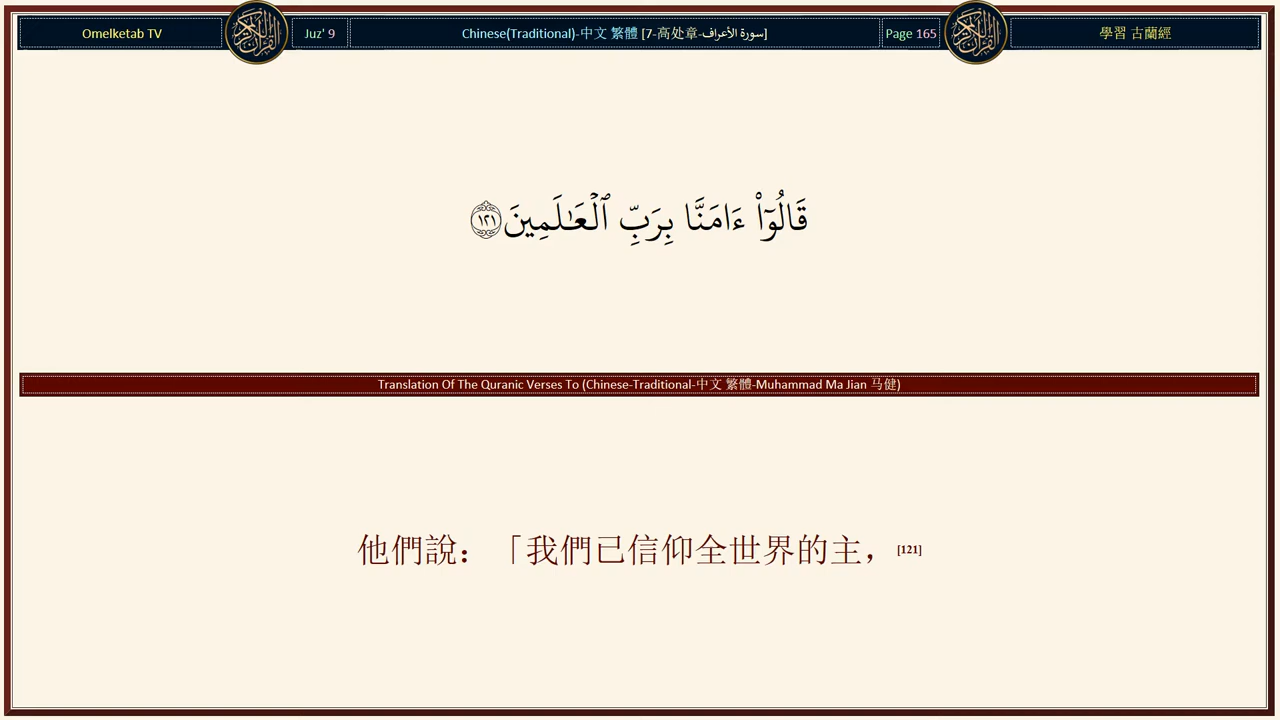 Omelketab TV
Juz' 9
Chinese(Traditional)-中文 繁體 [7-高处章-سورة الأعراف]
Page 165
學習 古蘭經
قَالُوٓا۟ ءَامَنَّا بِرَبِّ ٱلْعَـٰلَمِينَ ١٢١
Translation Of The Quranic Verses To (Chinese-Traditional-中文 繁體-Muhammad Ma Jian 马健)
他們說：「我們已信仰全世界的主， [121]